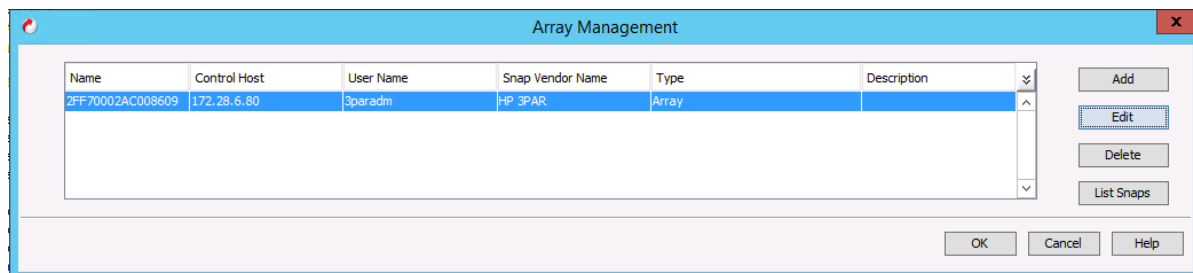 Array Management
x
Name Control Host User Name Snap Vendor Name Type Description
2FF70002AC008609 172.28.6.80 3paradm HP 3PAR Array
Add
Edit
Delete
List Snaps
OK Cancel Help